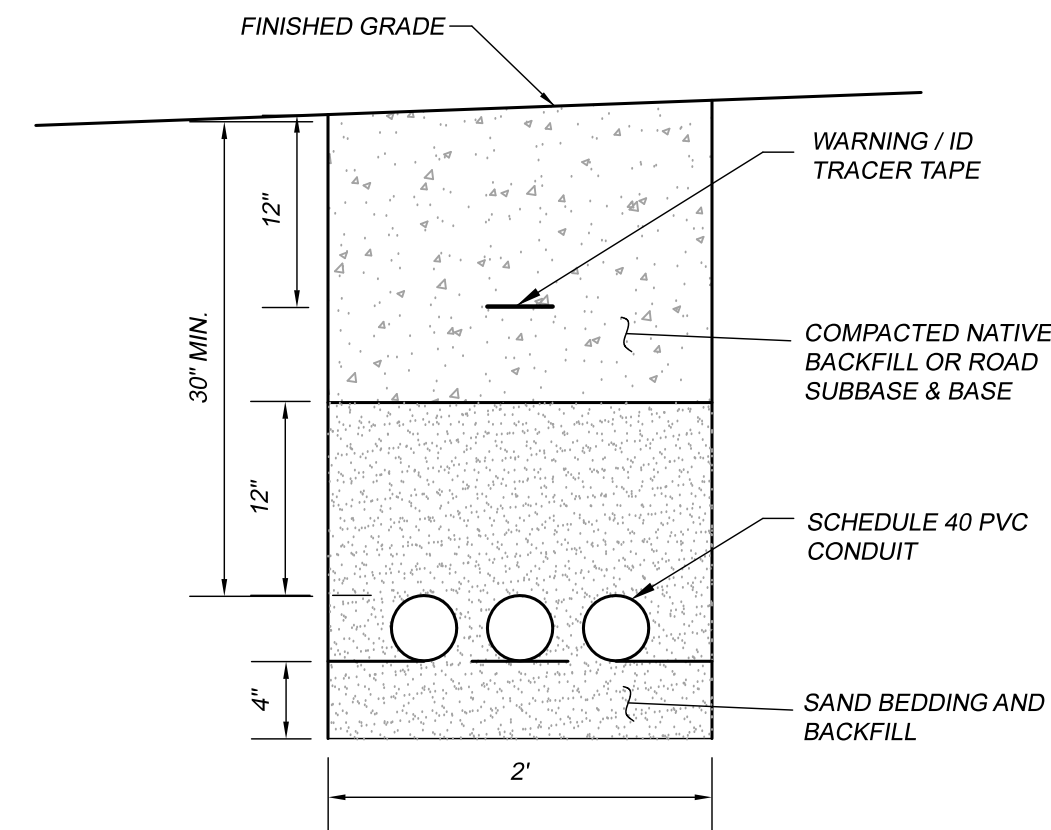 FINISHED GRADE
WARNING / ID
TRACER TAPE
12"
30" MIN.
COMPACTED NATIVE
BACKFILL OR ROAD
SUBBASE & BASE
12"
SCHEDULE 40 PVC
CONDUIT
4"
SAND BEDDING AND
BACKFILL
2'